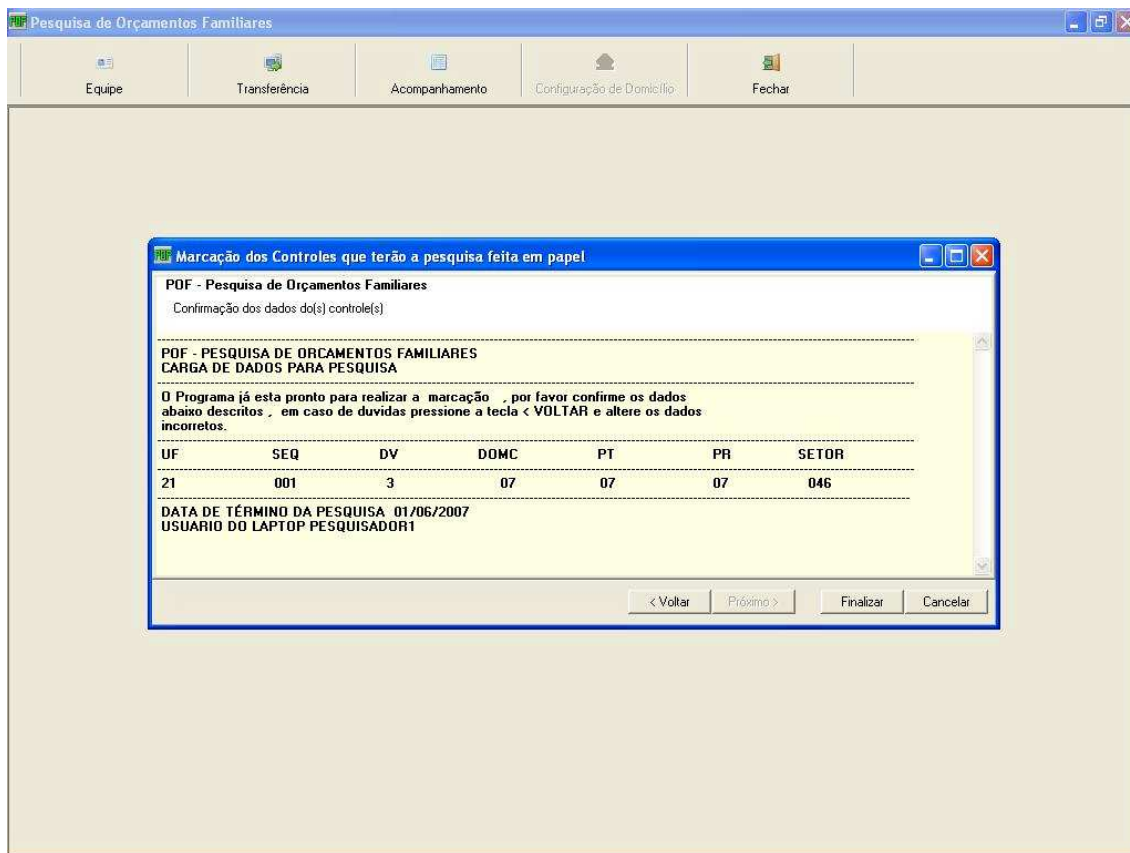 POF Pesquisa de Orçamentos Familiares
Equipe Transferência Acompanhamento Configuração de Domicílio Fechar
POF Marcação dos Controles que terão a pesquisa feita em papel
POF - Pesquisa de Orçamentos Familiares
Confirmação dos dados do(s) controle(s)
POF - PESQUISA DE ORCAMENTOS FAMILIARES
CARGA DE DADOS PARA PESQUISA
O Programa já esta pronto para realizar a marcação , por favor confirme os dados
abaixo descritos , em caso de duvidas pressione a tecla < VOLTAR e altere os dados
incorretos.
UF SEQ DV DOMC PT PR SETOR
21 001 3 07 07 07 046
DATA DE TÉRMINO DA PESQUISA 01/06/2007
USUARIO DO LAPTOP PESQUISADOR1
< Voltar Próximo > Finalizar Cancelar